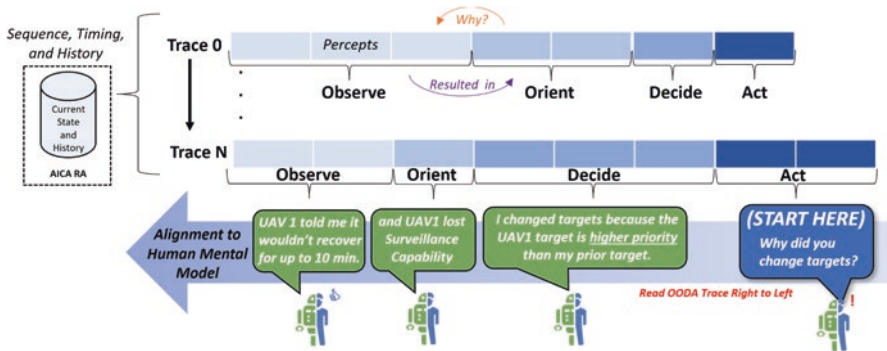 Sequence, Timing,
and History
Current
State
and
History
AICA RA
Trace 0
Percepts
Why?
Observe
Resulted in
Orient
Decide
Act
Trace N
Observe
Orient
Decide
Act
Alignment to
Human Mental
Model
UAV 1 told me it
wouldn't recover
for up to 10 min.
and UAV1 lost
Surveillance
Capability
I changed targets because the
UAV1 target is higher priority
than my prior target.
(START HERE)
Why did you
change targets?
Read OODA Trace Right to Left
!